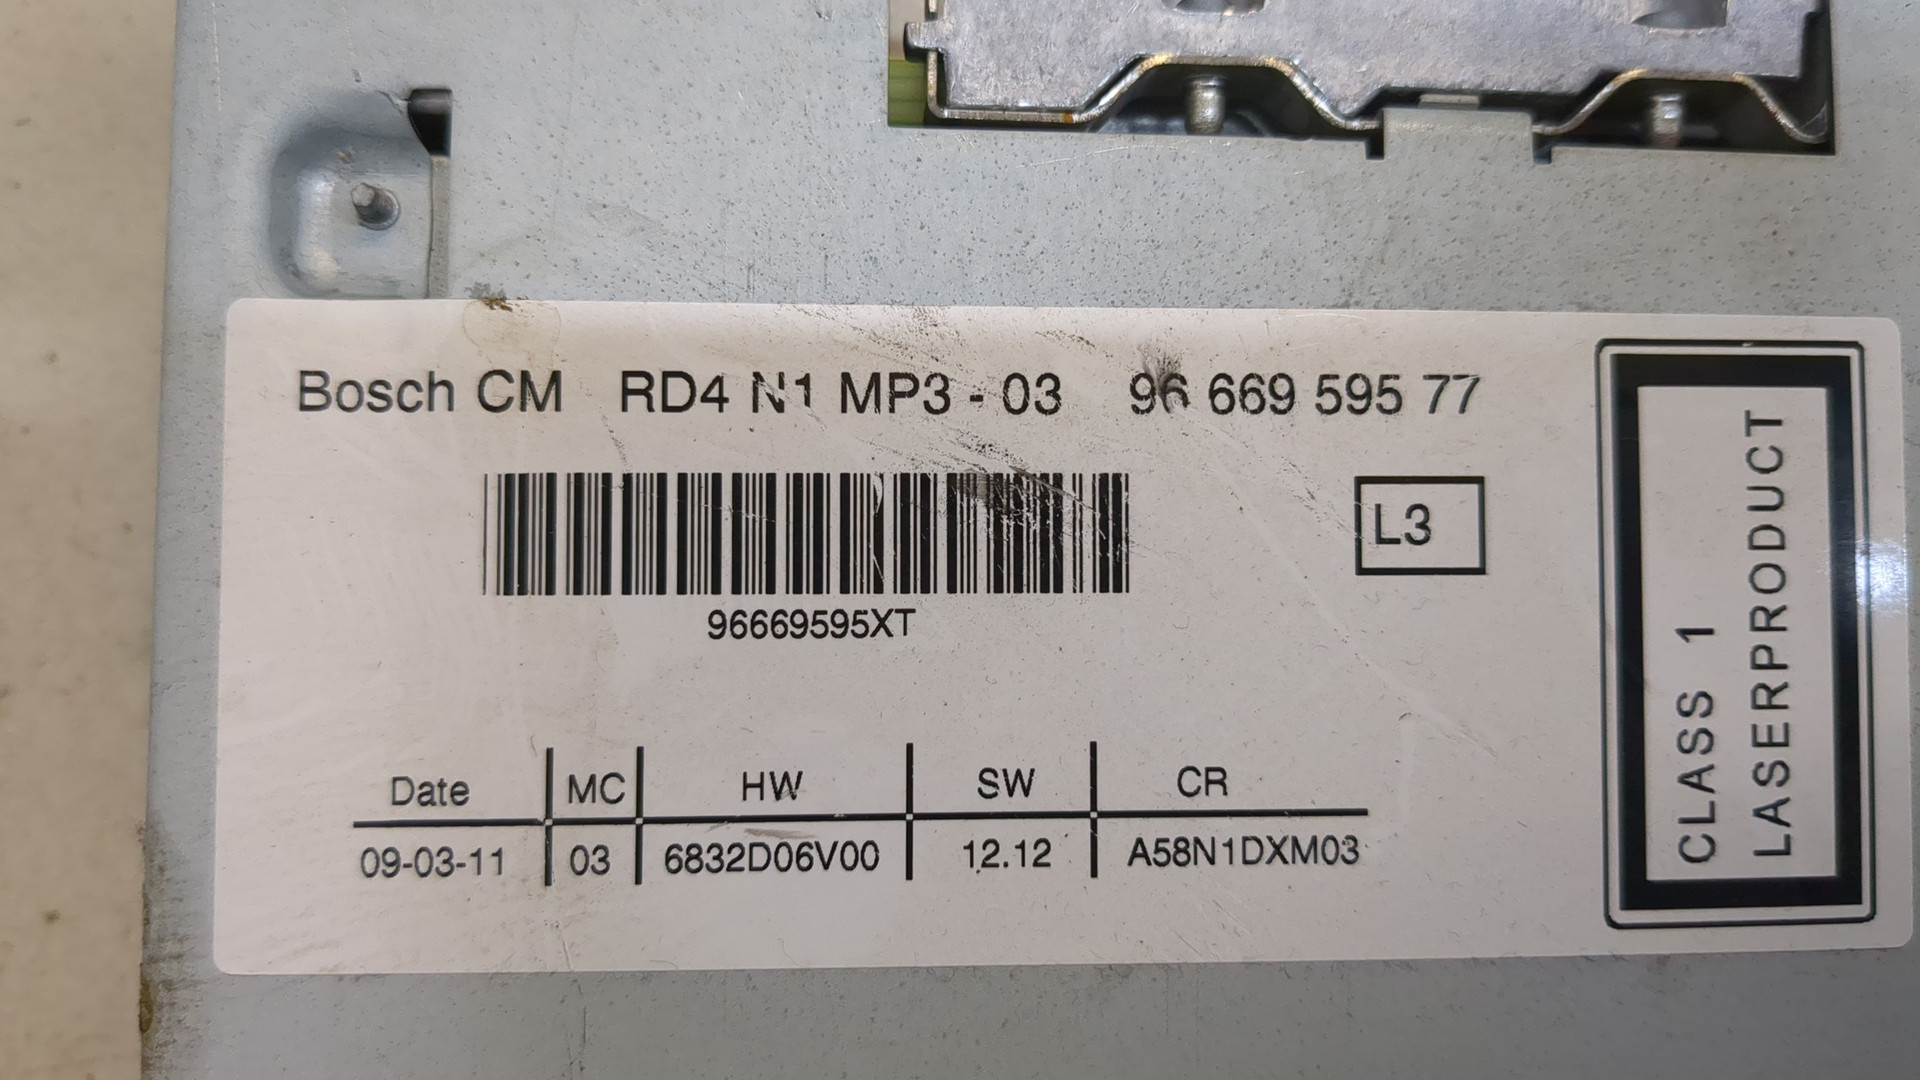 Bosch CM RD4 N1 MP3 - 03 96 669 595 77
L3
96669595XT
Date MC HW SW CR
09-03-11 03 6832D06V00 12.12 A58N1DXM03
CLASS 1
LASERPRODUCT